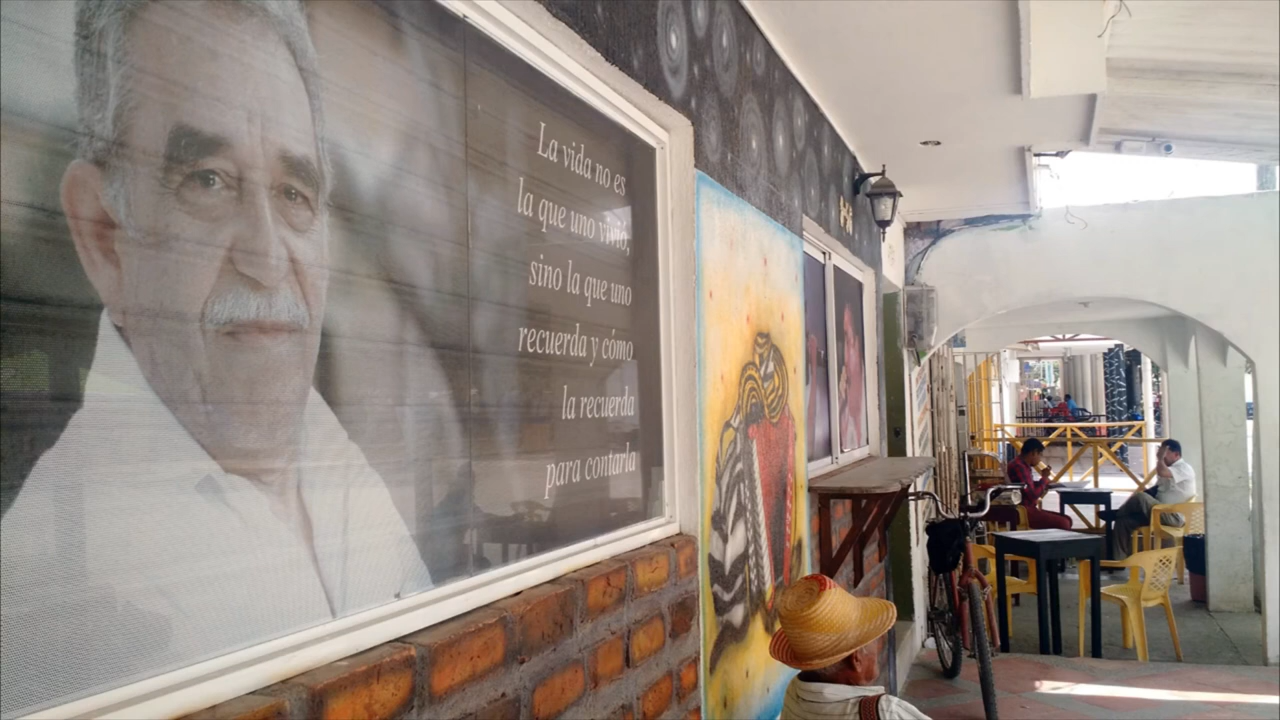 La vida no es
la que uno vivió,
sino la que uno
recuerda y cómo
la recuerda
para contarla